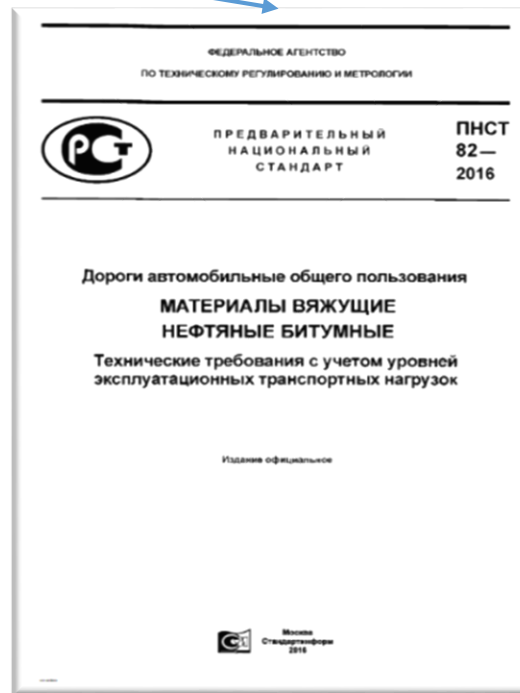 ФЕДЕРАЛЬНОЕ АГЕНТСТВО
ПО ТЕХНИЧЕСКОМУ РЕГУЛИРОВАНИЮ И МЕТРОЛОГИИ
РСТ
ПРЕДВАРИТЕЛЬНЫЙ
НАЦИОНАЛЬНЫЙ
СТАНДАРТ
ПНСТ
82—
2016
Дороги автомобильные общего пользования
МАТЕРИАЛЫ ВЯЖУЩИЕ
НЕФТЯНЫЕ БИТУМНЫЕ
Технические требования с учетом уровней
эксплуатационных транспортных нагрузок
Издание официальное
Москва
Стандартинформ
2016